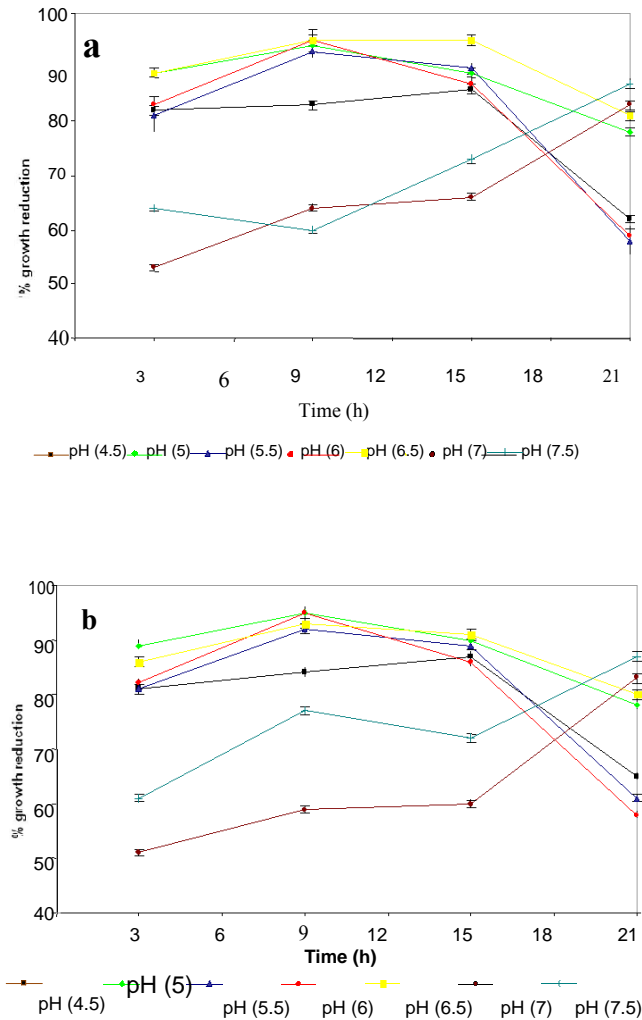 a
100
90
80
70
60
50
40
% growth reduction
3 6 9 12 15 18 21
Time (h)
pH (4.5) pH (5) pH (5.5) pH (6) pH (6.5) pH (7) pH (7.5)
b
100
90
80
70
60
50
40
% growth reduction
3 9 15 21
Time (h)
pH (4.5) pH (5) pH (5.5) pH (6) pH (6.5) pH (7) pH (7.5)